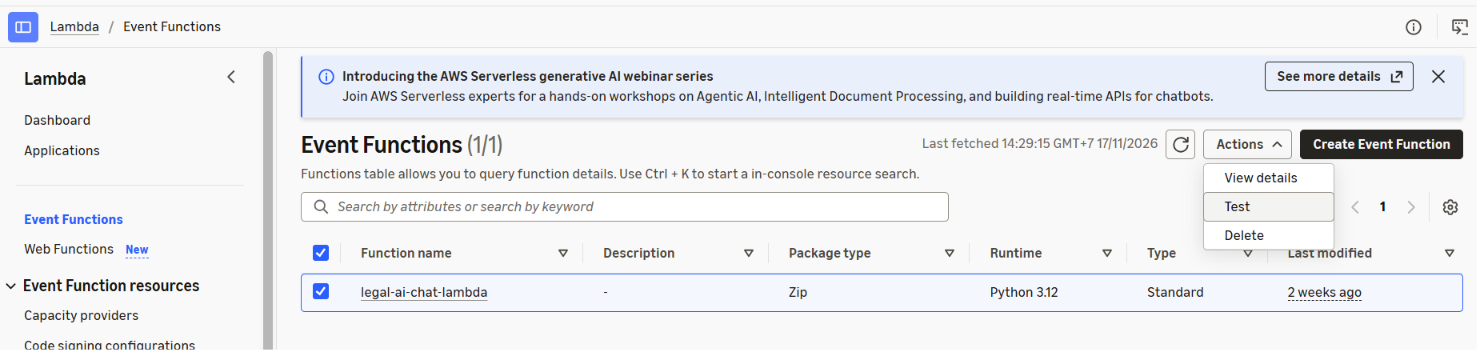 Lambda / Event Functions
Lambda
Dashboard
Applications
Event Functions
Web Functions New
Event Function resources
Capacity providers
Code signing configurations
Introducing the AWS Serverless generative AI webinar series
Join AWS Serverless experts for a hands-on workshops on Agentic AI, Intelligent Document Processing, and building real-time APIs for chatbots.
See more details
Event Functions (1/1)
Last fetched 14:29:15 GMT+7 17/11/2026
Actions
Create Event Function
Functions table allows you to query function details. Use Ctrl + K to start a in-console resource search.
View details
Test
Delete
Search by attributes or search by keyword
1
Function name Description Package type Runtime Type Last modified
legal-ai-chat-lambda - Zip Python 3.12 Standard 2 weeks ago